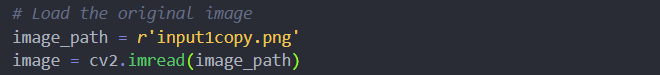 # Load the original image
image_path = r'input1copy.png'
image = cv2.imread(image_path)